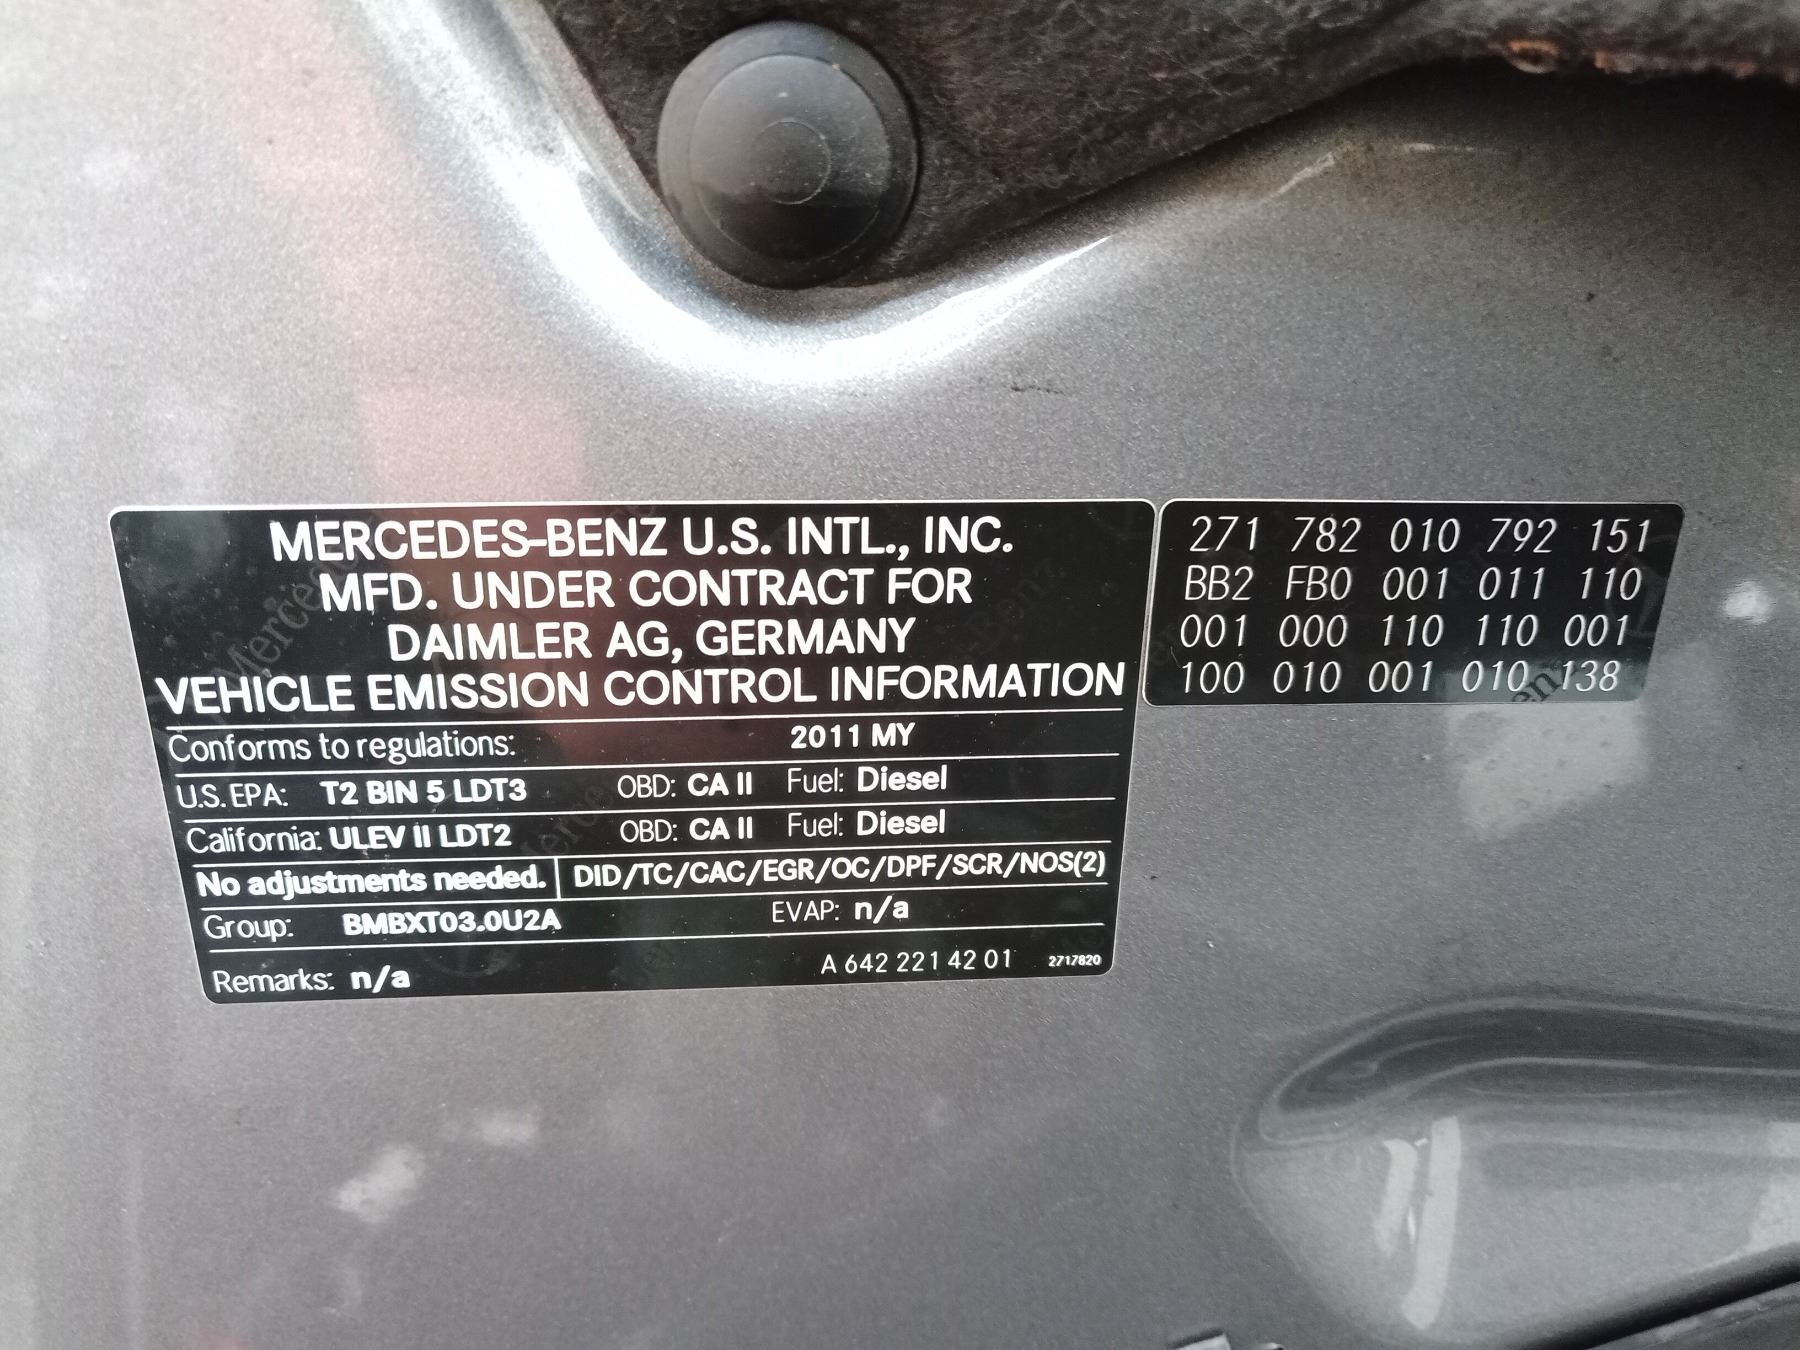 MERCEDES-BENZ U.S. INTL., INC.
MFD. UNDER CONTRACT FOR
DAIMLER AG, GERMANY
VEHICLE EMISSION CONTROL INFORMATION
Conforms to regulations: 2011 MY
U.S. EPA: T2 BIN 5 LDT3 OBD: CA II Fuel: Diesel
California: ULEV II LDT2 OBD: CA II Fuel: Diesel
No adjustments needed. DID/TC/CAC/EGR/OC/DPF/SCR/NOS(2)
Group: BMBXT03.0U2A EVAP: n/a
Remarks: n/a A 642 221 42 01 2717820
271 782 010 792 151
BB2 FB0 001 011 110
001 000 110 110 001
100 010 001 010 138